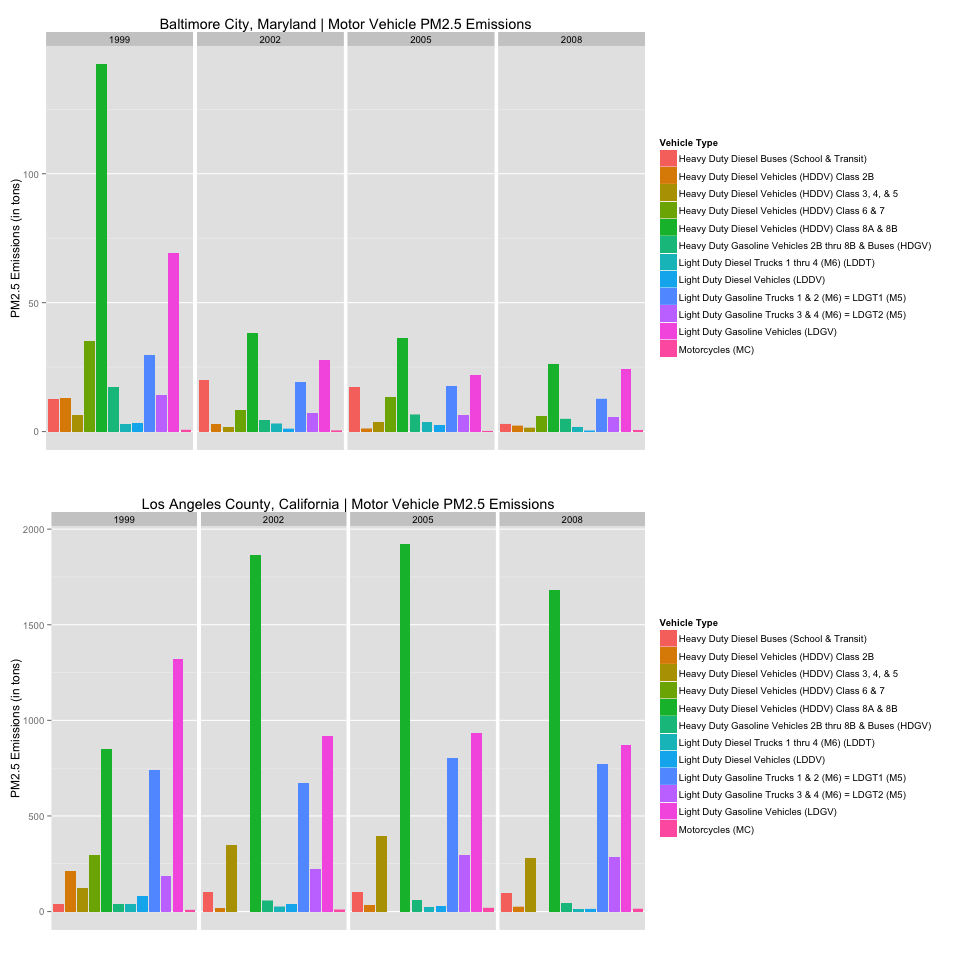 Baltimore City, Maryland | Motor Vehicle PM2.5 Emissions
1999 2002 2005 2008
PM2.5 Emissions (in tons)
100
50
0
Vehicle Type
Heavy Duty Diesel Buses (School & Transit)
Heavy Duty Diesel Vehicles (HDDV) Class 2B
Heavy Duty Diesel Vehicles (HDDV) Class 3, 4, & 5
Heavy Duty Diesel Vehicles (HDDV) Class 6 & 7
Heavy Duty Diesel Vehicles (HDDV) Class 8A & 8B
Heavy Duty Gasoline Vehicles 2B thru 8B & Buses (HDGV)
Light Duty Diesel Trucks 1 thru 4 (M6) (LDDT)
Light Duty Diesel Vehicles (LDDV)
Light Duty Gasoline Trucks 1 & 2 (M6) = LDGT1 (M5)
Light Duty Gasoline Trucks 3 & 4 (M6) = LDGT2 (M5)
Light Duty Gasoline Vehicles (LDGV)
Motorcycles (MC)
Los Angeles County, California | Motor Vehicle PM2.5 Emissions
1999 2002 2005 2008
PM2.5 Emissions (in tons)
2000
1500
1000
500
0
Vehicle Type
Heavy Duty Diesel Buses (School & Transit)
Heavy Duty Diesel Vehicles (HDDV) Class 2B
Heavy Duty Diesel Vehicles (HDDV) Class 3, 4, & 5
Heavy Duty Diesel Vehicles (HDDV) Class 6 & 7
Heavy Duty Diesel Vehicles (HDDV) Class 8A & 8B
Heavy Duty Gasoline Vehicles 2B thru 8B & Buses (HDGV)
Light Duty Diesel Trucks 1 thru 4 (M6) (LDDT)
Light Duty Diesel Vehicles (LDDV)
Light Duty Gasoline Trucks 1 & 2 (M6) = LDGT1 (M5)
Light Duty Gasoline Trucks 3 & 4 (M6) = LDGT2 (M5)
Light Duty Gasoline Vehicles (LDGV)
Motorcycles (MC)